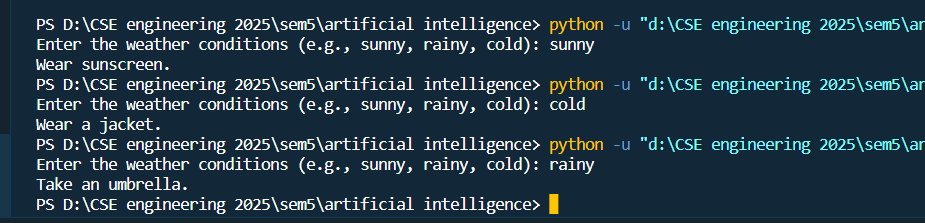 PS D:\CSE engineering 2025\sem5\artificial intelligence> python -u "d:\CSE engineering 2025\sem5\ar
Enter the weather conditions (e.g., sunny, rainy, cold): sunny
Wear sunscreen.
PS D:\CSE engineering 2025\sem5\artificial intelligence> python -u "d:\CSE engineering 2025\sem5\ar
Enter the weather conditions (e.g., sunny, rainy, cold): cold
Wear a jacket.
PS D:\CSE engineering 2025\sem5\artificial intelligence> python -u "d:\CSE engineering 2025\sem5\ar
Enter the weather conditions (e.g., sunny, rainy, cold): rainy
Take an umbrella.
PS D:\CSE engineering 2025\sem5\artificial intelligence>